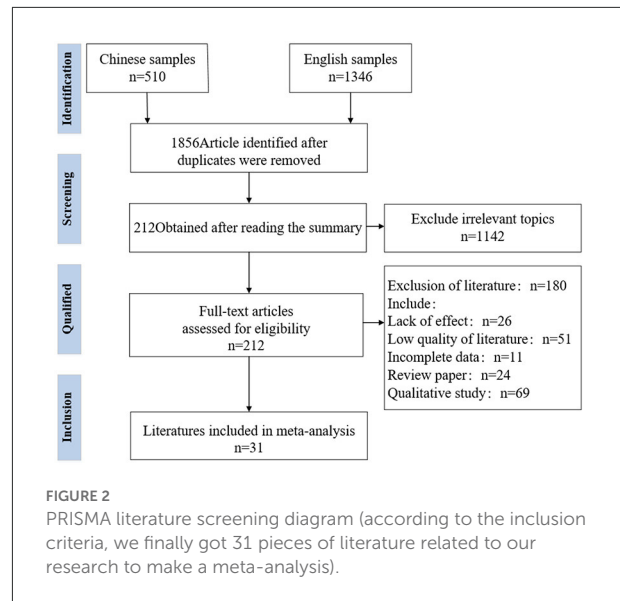 Identification
Chinese samples
n=510
English samples
n=1346
1856Article identified after
duplicates were removed
Screening
212Obtained after reading the summary
Exclude irrelevant topics
n=1142
Qualified
Full-text articles
assessed for eligibility
n=212
Exclusion of literature： n=180
Include：
Lack of effect：n=26
Low quality of literature：n=51
Incomplete data：n=11
Review paper：n=24
Qualitative study：n=69
Inclusion
Literatures included in meta-analysis
n=31
FIGURE 2
PRISMA literature screening diagram (according to the inclusion
criteria, we finally got 31 pieces of literature related to our
research to make a meta-analysis).